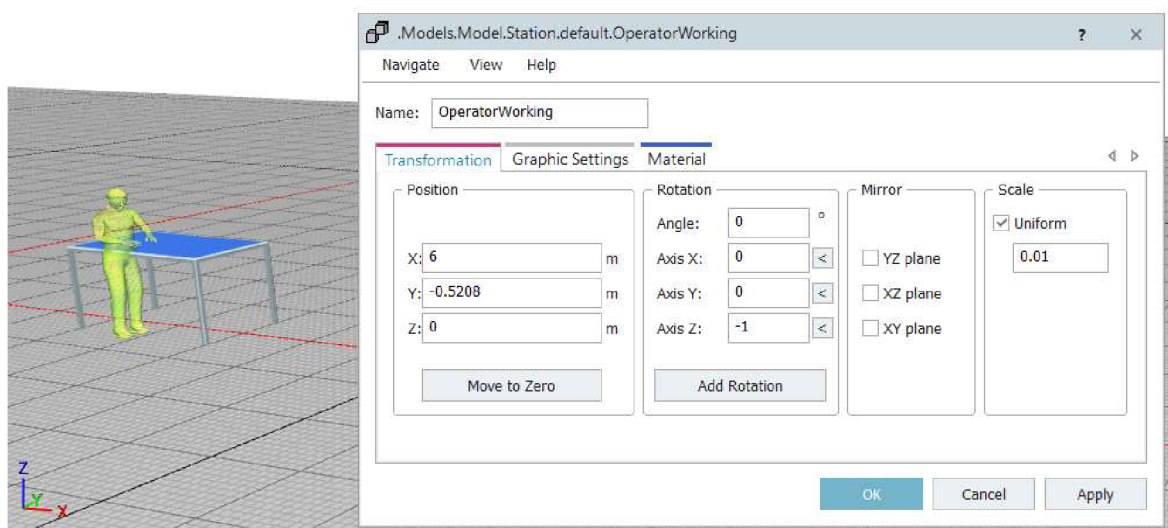 .Models.Model.Station.default.OperatorWorking ? ×
Navigate View Help
Name: OperatorWorking
Transformation Graphic Settings Material
Position
X: 6 m
Y: -0.5208 m
Z: 0 m
Move to Zero
Rotation
Angle: 0 °
Axis X: 0 <
Axis Y: 0 <
Axis Z: -1 <
Add Rotation
Mirror
YZ plane
XZ plane
XY plane
Scale
Uniform
0.01
Z
Y
X
OK Cancel Apply